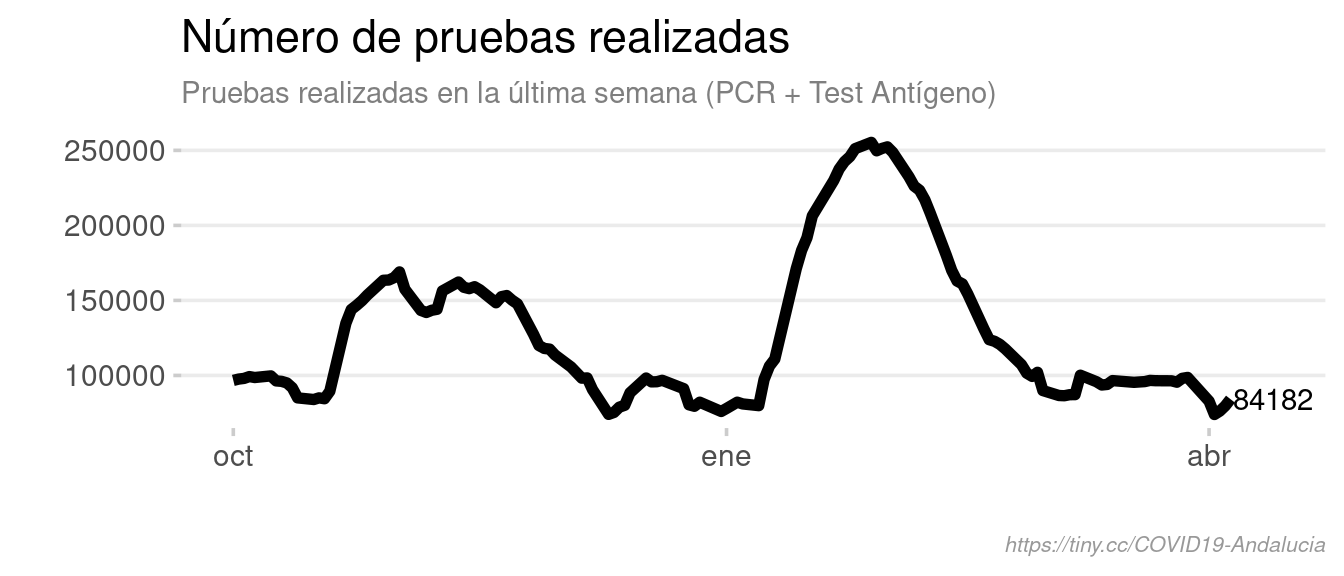 Número de pruebas realizadas
Pruebas realizadas en la última semana (PCR + Test Antígeno)
250000
200000
150000
100000
84182
oct ene abr
https://tiny.cc/COVID19-Andalucia